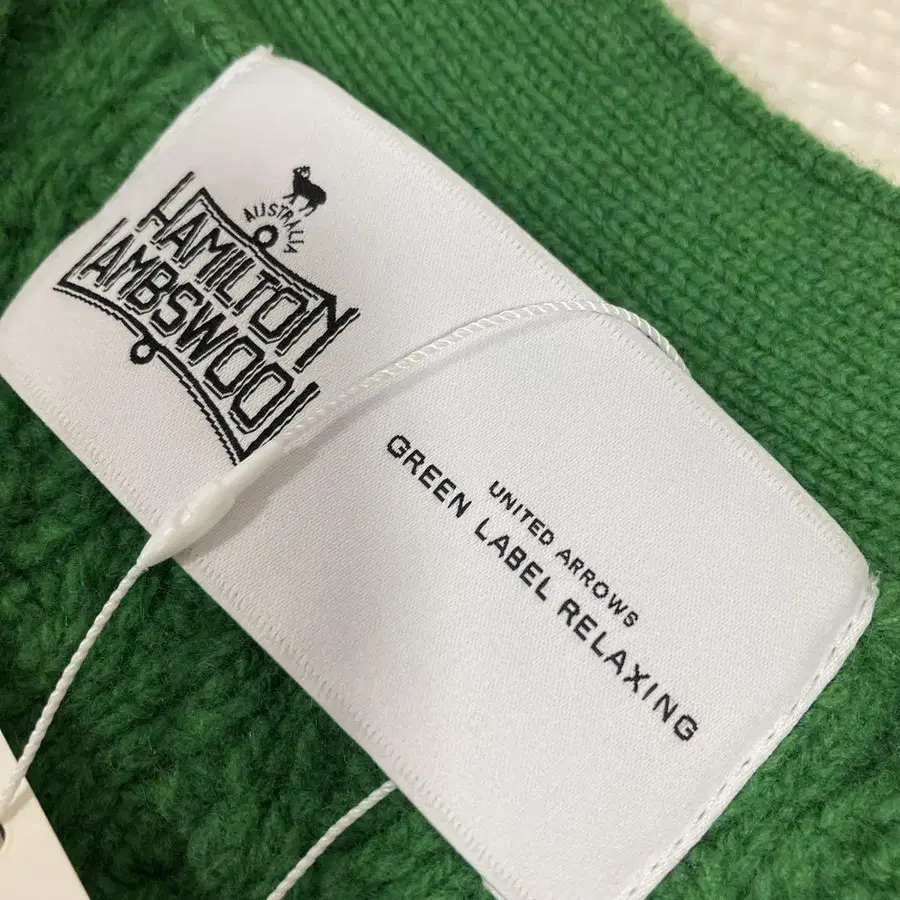 AUSTRALIA
HAMILTON
LAMBSWOOL
UNITED ARROWS
GREEN LABEL RELAXING